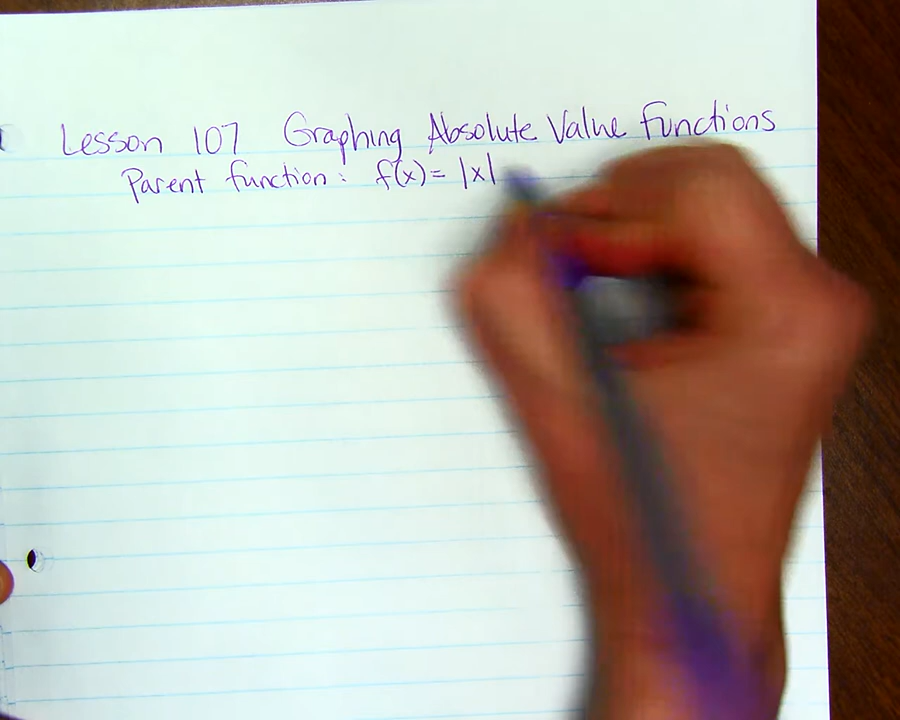 Lesson 107 Graphing Absolute Value Functions
Parent function: f(x) = |x|